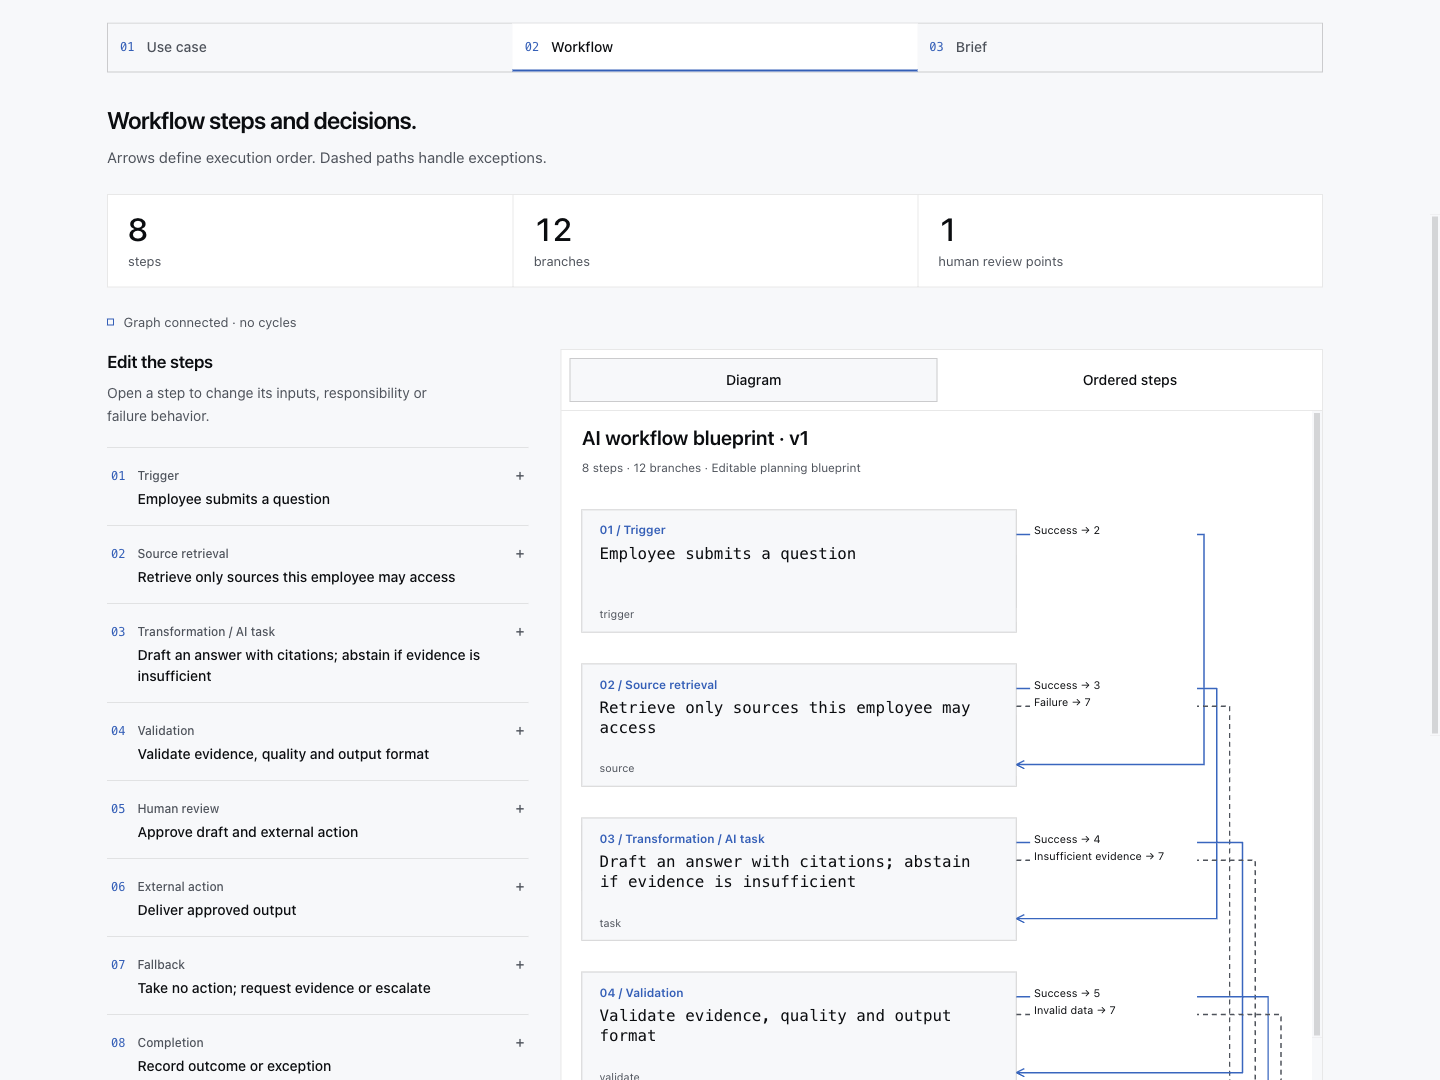 01 Use case
02 Workflow
03 Brief
Workflow steps and decisions.
Arrows define execution order. Dashed paths handle exceptions.
8
steps
12
branches
1
human review points
Graph connected · no cycles
Edit the steps
Open a step to change its inputs, responsibility or
failure behavior.
01 Trigger +
Employee submits a question
02 Source retrieval +
Retrieve only sources this employee may access
03 Transformation / AI task +
Draft an answer with citations; abstain if evidence is
insufficient
04 Validation +
Validate evidence, quality and output format
05 Human review +
Approve draft and external action
06 External action +
Deliver approved output
07 Fallback +
Take no action; request evidence or escalate
08 Completion +
Record outcome or exception
Diagram
Ordered steps
AI workflow blueprint · v1
8 steps · 12 branches · Editable planning blueprint
01 / Trigger
Employee submits a question
trigger
Success → 2
02 / Source retrieval
Retrieve only sources this employee may
access
source
Success → 3
Failure → 7
03 / Transformation / AI task
Draft an answer with citations; abstain
if evidence is insufficient
task
Success → 4
Insufficient evidence → 7
04 / Validation
Validate evidence, quality and output
format
validate
Success → 5
Invalid data → 7